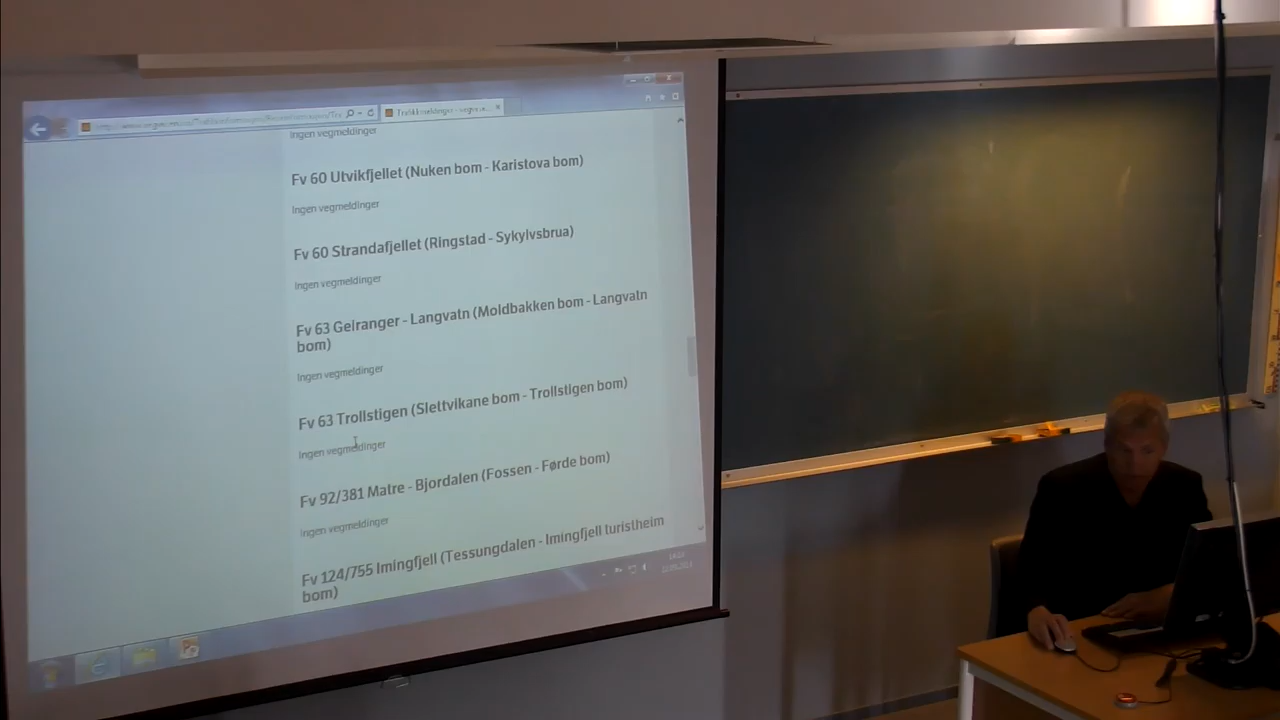 Ingen vegmeldinger
Fv 60 Utvikfjellet (Nuken bom - Karistova bom)
Ingen vegmeldinger
Fv 60 Strandafjellet (Ringstad - Sykylvsbrua)
Ingen vegmeldinger
Fv 63 Geiranger - Langvatn (Moldbakken bom - Langvatn
bom)
Ingen vegmeldinger
Fv 63 Trollstigen (Slettvikane bom - Trollstigen bom)
Ingen vegmeldinger
Fv 92/381 Matre - Bjordalen (Fossen - Førde bom)
Ingen vegmeldinger
Fv 124/755 Imingfjell (Tessungdalen - Imingfjell turistheim
bom)